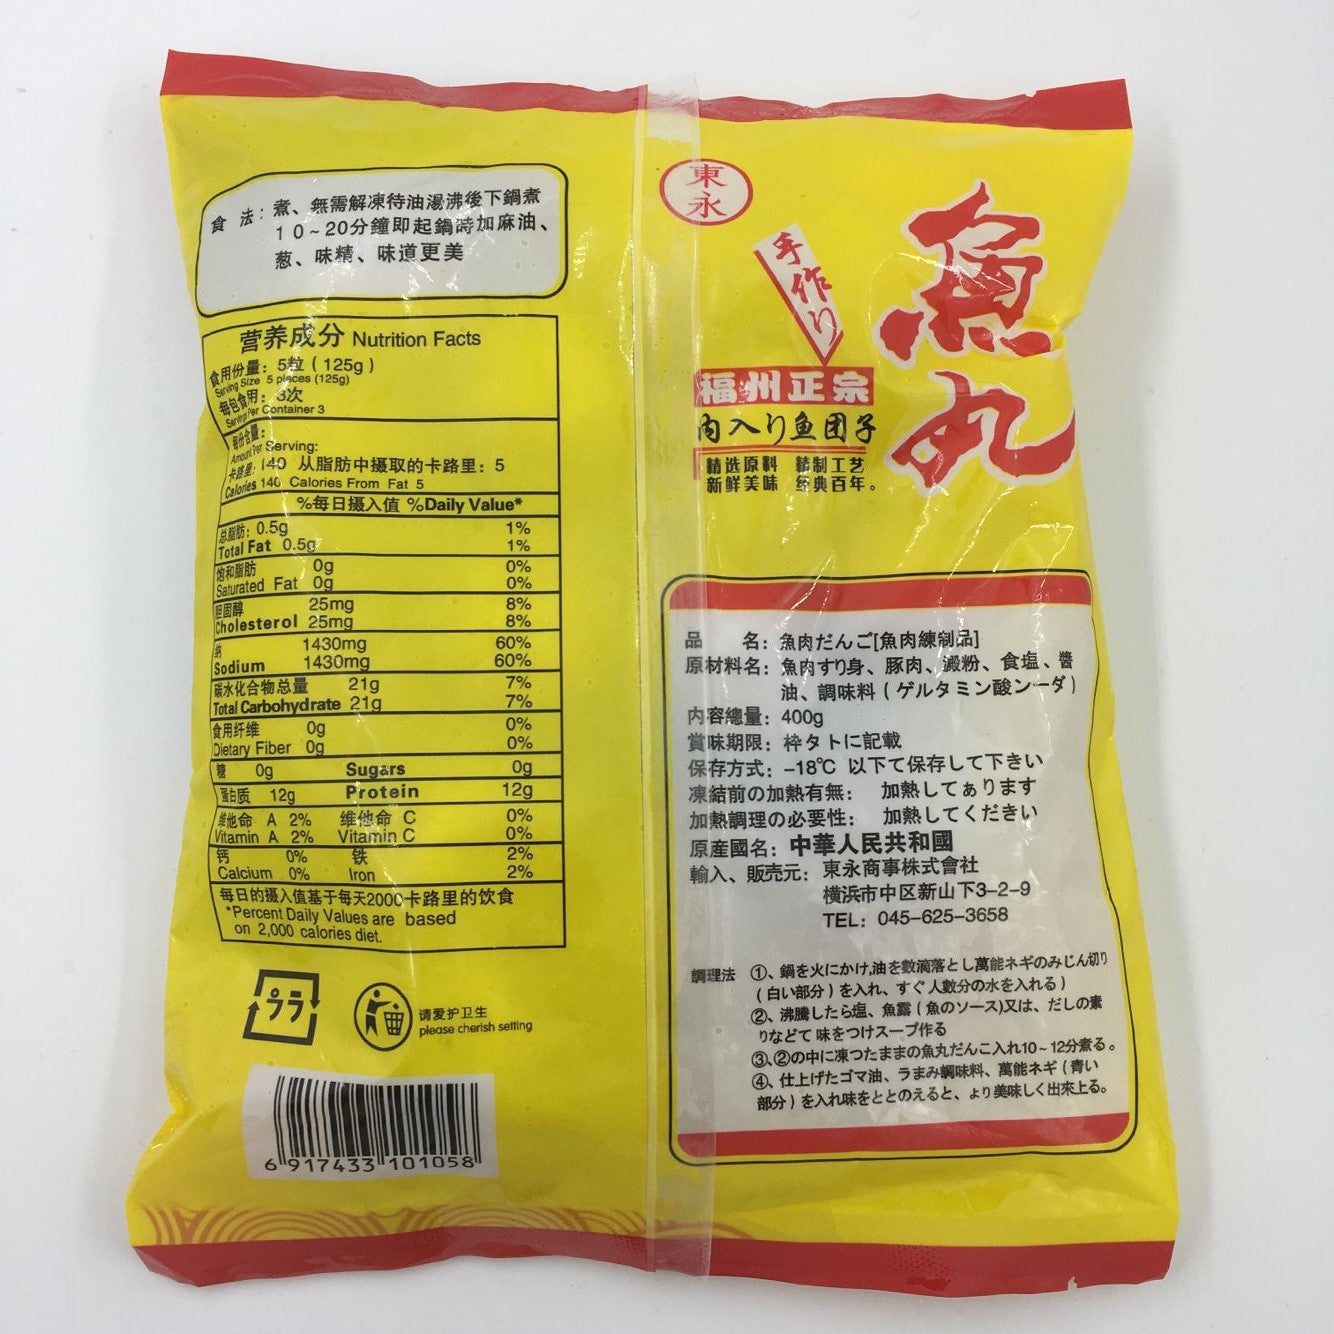 食 法：煮、無需解凍待油湯沸後下鍋煮
10~20分鐘即起鍋時加麻油、
葱、味精、味道更美
营养成分 Nutrition Facts
食用份量：5粒（125g）
Serving Size 5 pieces (125g)
每包食用：3次
Serving Per Container 3
每份含量：
Amount Per Serving:
卡路里：140 从脂肪中摄取的卡路里：5
Calories 140 Calories From Fat 5
%每日摄入值 %Daily Value*
总脂肪：0.5g 1%
Total Fat 0.5g 1%
饱和脂肪 0g 0%
Saturated Fat 0g 0%
胆固醇 25mg 8%
Cholesterol 25mg 8%
纳 1430mg 60%
Sodium 1430mg 60%
碳水化合物总量 21g 7%
Total Carbohydrate 21g 7%
食用纤维 0g 0%
Dietary Fiber 0g 0%
糖 0g Sugars 0g
蛋白质 12g Protein 12g
维他命 A 2% 维他命 C 0%
Vitamin A 2% Vitamin C 0%
钙 0% 铁 2%
Calcium 0% Iron 2%
每日的摄入值基于每天2000卡路里的饮食
*Percent Daily Values are based
on 2,000 calories diet.
プラ
请爱护卫生
please cherish setting
6 917433 101058
東永
手作り
魚丸
福州正宗
肉入り鱼团子
精选原料 精制工艺
新鲜美味 经典百年。
品 名：魚肉だんご[魚肉練制品]
原材料名：魚肉すり身、豚肉、澱粉、食塩、醬
油、調味料（ゲルタミン酸ンーダ）
内容總量：400g
賞味期限：枠タトに記載
保存方式：-18℃ 以下て保存して下きい
凍結前の加熱有無： 加熱してぁります
加熱調理の必要性： 加熱してくださぃ
原産國名：中華人民共和國
輸入、販売元：東永商事株式會社
横浜市中区新山下3-2-9
TEL：045-625-3658
調理法 ①、鍋を火にかけ,油を數滴落とし萬能ネギのみじん切り
（白い部分）を入れ、すぐ人數分の水を入れる）
②、沸騰したら塩、魚露（魚のソース)又は、だしの素
りなどて 味をつけスープ作る
③、②の中に凍つたままの魚丸だんこ入れ10~12分煮る。
④、仕上げたゴマ油、うまみ調味料、萬能ネギ（青い
部分）を入れ味をととのえると、より美味しく出來上る。